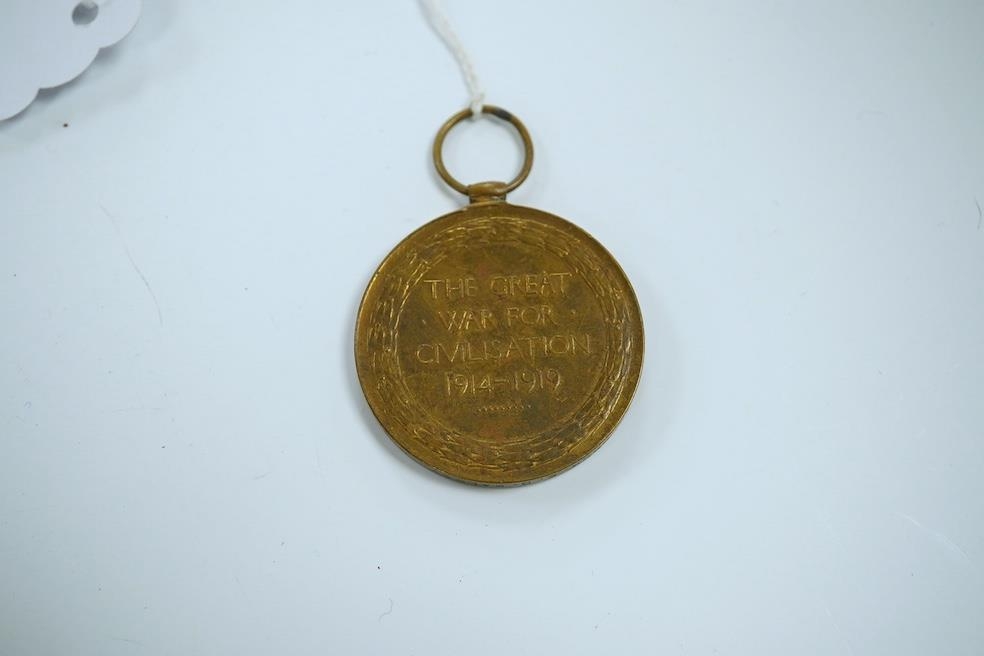 THE GREAT
· WAR FOR ·
CIVILISATION
1914-1919